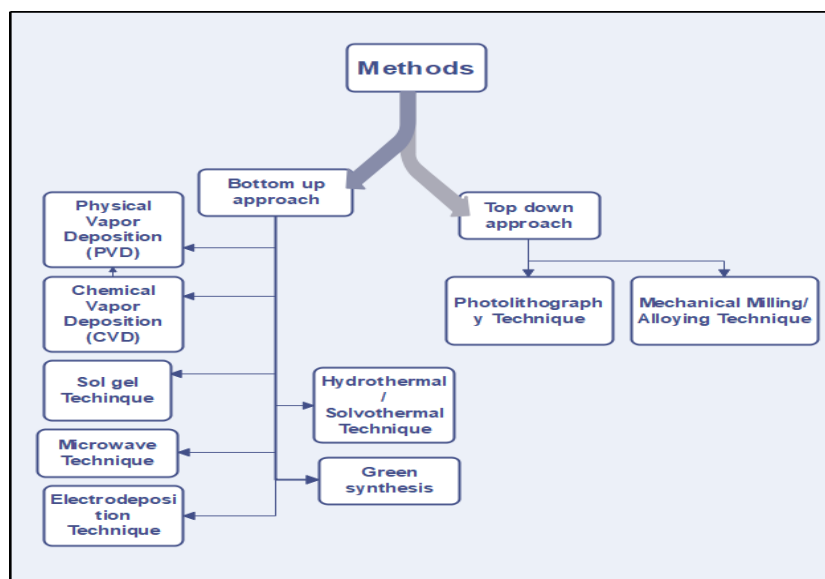 Methods
Bottom up
approach
Physical
Vapor
Deposition
(PVD)
Chemical
Vapor
Deposition
(CVD)
Sol gel
Techinque
Microwave
Technique
Electrodeposi
tion
Technique
Hydrothermal
/
Solvothermal
Technique
Green
synthesis
Top down
approach
Photolithograph
y Technique
Mechanical Milling/
Alloying Technique